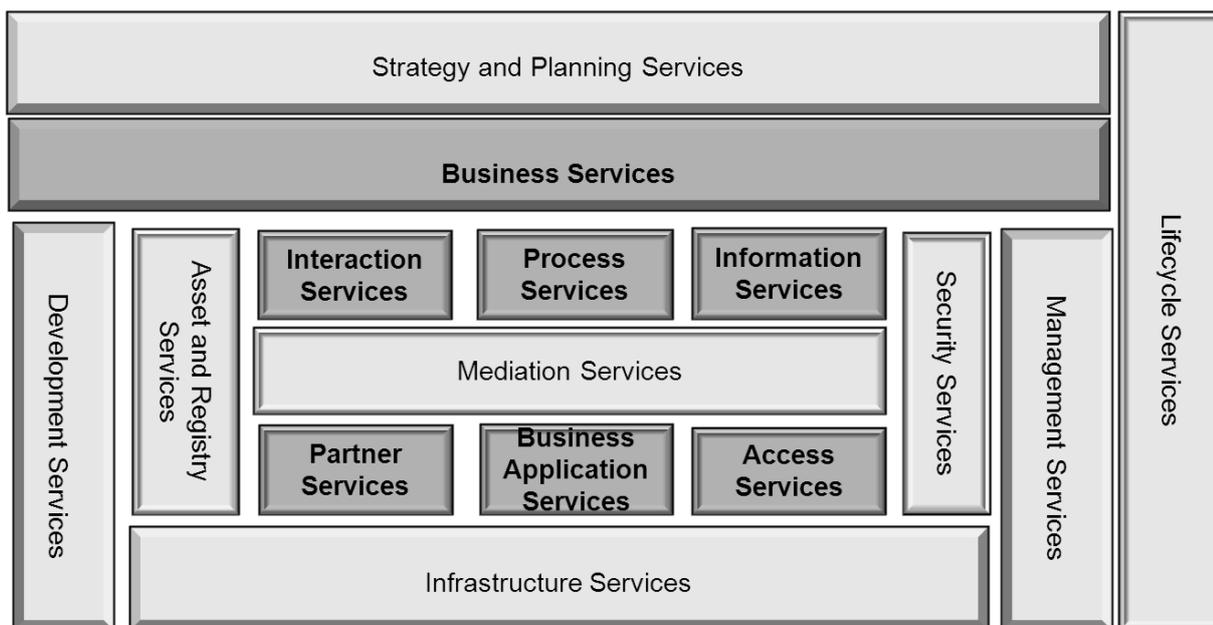 Strategy and Planning Services
Business Services
Lifecycle Services
Development Services
Asset and Registry
Services
Interaction
Services
Process
Services
Information
Services
Security Services
Management Services
Mediation Services
Partner
Services
Business
Application
Services
Access
Services
Infrastructure Services